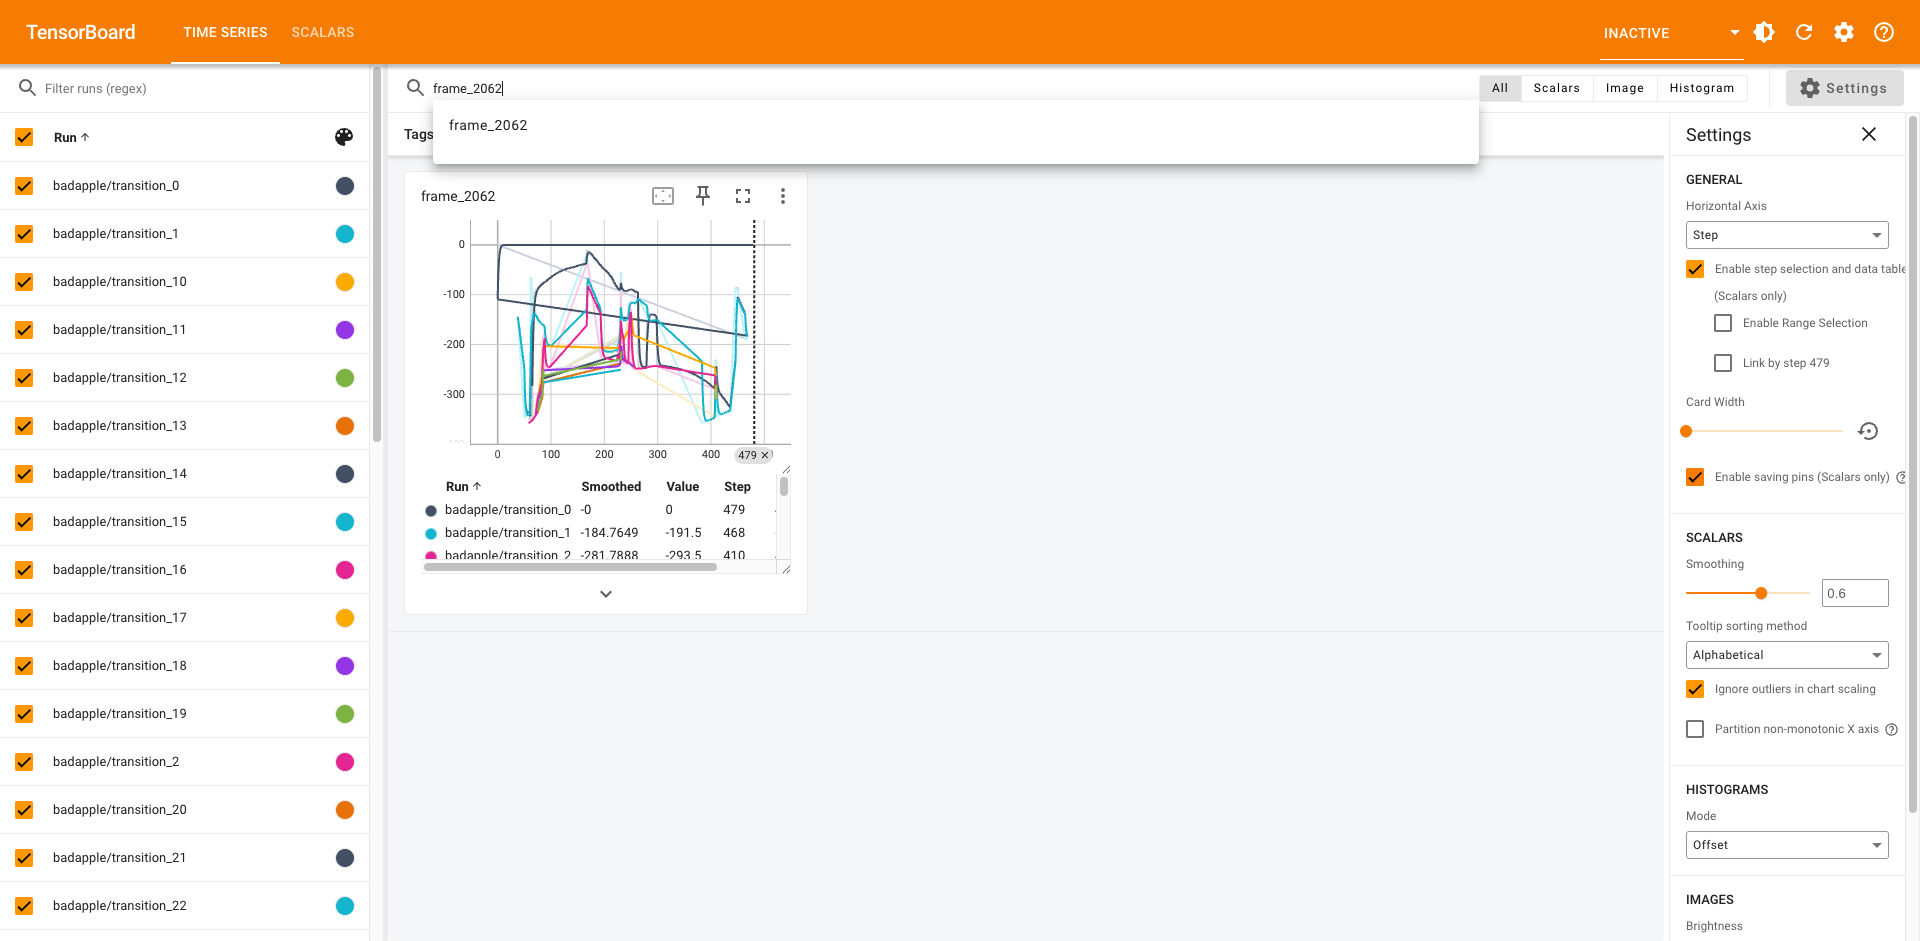 TensorBoard
TIME SERIES
SCALARS
INACTIVE
Filter runs (regex)
frame_2062
All
Scalars
Image
Histogram
Settings
frame_2062
Tags
Run
badapple/transition_0
badapple/transition_1
badapple/transition_10
badapple/transition_11
badapple/transition_12
badapple/transition_13
badapple/transition_14
badapple/transition_15
badapple/transition_16
badapple/transition_17
badapple/transition_18
badapple/transition_19
badapple/transition_2
badapple/transition_20
badapple/transition_21
badapple/transition_22
frame_2062
0
-100
-200
-300
0 100 200 300 400 479
Run Smoothed Value Step
badapple/transition_0 -0 0 479
badapple/transition_1 -184.7649 -191.5 468
badapple/transition_2 -281.7888 -293.5 410
Settings
GENERAL
Horizontal Axis
Step
Enable step selection and data table
(Scalars only)
Enable Range Selection
Link by step 479
Card Width
Enable saving pins (Scalars only)
SCALARS
Smoothing
0.6
Tooltip sorting method
Alphabetical
Ignore outliers in chart scaling
Partition non-monotonic X axis
HISTOGRAMS
Mode
Offset
IMAGES
Brightness